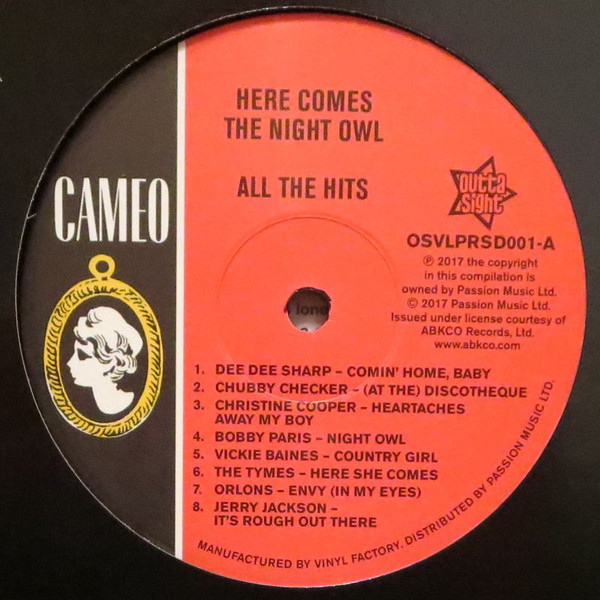 HERE COMES
THE NIGHT OWL
ALL THE HITS
CAMEO
outta
sight
OSVLPRSD001-A
℗ 2017 the copyright
in this compilation is
owned by Passion Music Ltd.
© 2017 Passion Music Ltd.
Issued under license courtesy of
ABKCO Records, Ltd.
www.abkco.com
1. DEE DEE SHARP – COMIN' HOME, BABY
2. CHUBBY CHECKER – (AT THE) DISCOTHEQUE
3. CHRISTINE COOPER – HEARTACHES
AWAY MY BOY
4. BOBBY PARIS – NIGHT OWL
5. VICKIE BAINES – COUNTRY GIRL
6. THE TYMES – HERE SHE COMES
7. ORLONS – ENVY (IN MY EYES)
8. JERRY JACKSON –
IT'S ROUGH OUT THERE
MANUFACTURED BY VINYL FACTORY. DISTRIBUTED BY PASSION MUSIC LTD.